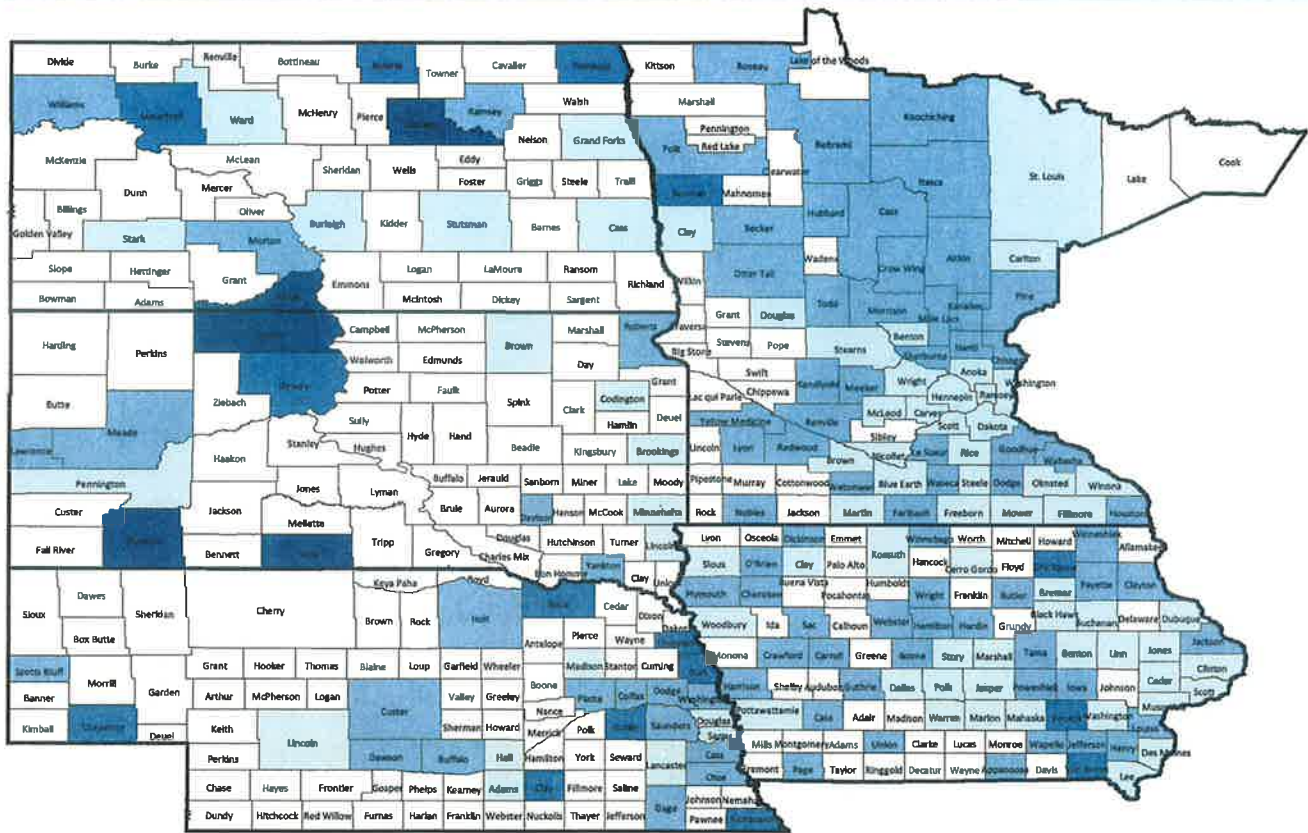 Divide Burke Renville Bottineau Rolette Towner Cavalier Pembina Kittson Roseau Lake of the Woods
Williams Mountrail Ward McHenry Pierce Benson Ramsey Walsh Marshall Koochiching
Nelson Grand Forks Polk Pennington Red Lake Beltrami Cook
McKenzie McLean Sheridan Wells Eddy Foster Griggs Steele Traill Norman Mahnomen Clearwater Itasca St. Louis Lake
Dunn Mercer Oliver
Billings Golden Valley Stark Morton Burleigh Kidder Stutsman Barnes Cass Clay Becker Hubbard Cass
Slope Hettinger Grant Emmons Logan LaMoure Ransom Richland Wilkin Otter Tail Wadena Crow Wing Aitkin Carlton
Bowman Adams McIntosh Dickey Sargent Todd Morrison Mille Lacs Kanabec Pine
Harding Perkins Campbell McPherson Brown Marshall Roberts Traverse Grant Douglas Benton
Walworth Edmunds Day Big Stone Stevens Pope Stearns Sherburne Isanti Chisago
Butte Meade Ziebach Dewey Potter Faulk Spink Clark Codington Grant Swift Kandiyohi Meeker Wright Anoka Washington
Lawrence Sully Hyde Hand Hamlin Deuel Lac qui Parle Chippewa Hennepin Ramsey
Pennington Haakon Stanley Hughes Beadle Kingsbury Brookings Yellow Medicine Renville McLeod Carver Scott Dakota
Lincoln Lyon Redwood Sibley Nicollet Le Sueur Rice Goodhue Wabasha
Custer Jackson Jones Lyman Buffalo Jerauld Sanborn Miner Lake Moody Pipestone Murray Cottonwood Brown Watonwan Blue Earth Waseca Steele Dodge Olmsted Winona
Fall River Mellette Brule Aurora Davison Hanson McCook Minnehaha Rock Nobles Jackson Martin Faribault Freeborn Mower Fillmore Houston
Bennett Todd Tripp Gregory Douglas Charles Mix Hutchinson Turner Lincoln Bon Homme Yankton Clay Union
Lyon Osceola Dickinson Emmet Winnebago Worth Mitchell Howard Winneshiek Allamakee
Sioux O'Brien Clay Palo Alto Kossuth Hancock Cerro Gordo Floyd
Sioux Dawes Sheridan Cherry Keya Paha Boyd Cedar Dixon Plymouth Cherokee Buena Vista Pocahontas Humboldt Wright Franklin Butler Bremer Fayette Clayton
Box Butte Brown Rock Holt Antelope Pierce Wayne Woodbury Ida Sac Calhoun Webster Hamilton Hardin Grundy Black Hawk Buchanan Delaware Dubuque
Scotts Bluff Banner Morrill Garden Grant Hooker Thomas Blaine Loup Garfield Wheeler Madison Stanton Cuming Monona Crawford Carroll Greene Boone Story Marshall Tama Benton Linn Jones Jackson
Kimball Deuel Arthur McPherson Logan Valley Greeley Boone Platte Colfax Dodge Washington Harrison Shelby Audubon Guthrie Dallas Polk Jasper Poweshiek Iowa Johnson Cedar Clinton Scott
Keith Lincoln Custer Sherman Howard Nance Merrick Polk Saunders Douglas Sarpy Pottawattamie Cass Adair Madison Warren Marion Mahaska Washington
Perkins Dawson Buffalo Hall Hamilton York Seward Lancaster Cass Otoe Mills Montgomery Adams Union Clarke Lucas Monroe Wapello Jefferson Henry Des Moines
Chase Hayes Frontier Gosper Phelps Kearney Adams Clay Fillmore Saline Gage Johnson Nemaha Fremont Page Taylor Ringgold Decatur Wayne Appanoose Davis Lee
Dundy Hitchcock Red Willow Furnas Harlan Franklin Webster Nuckolls Thayer Jefferson Pawnee